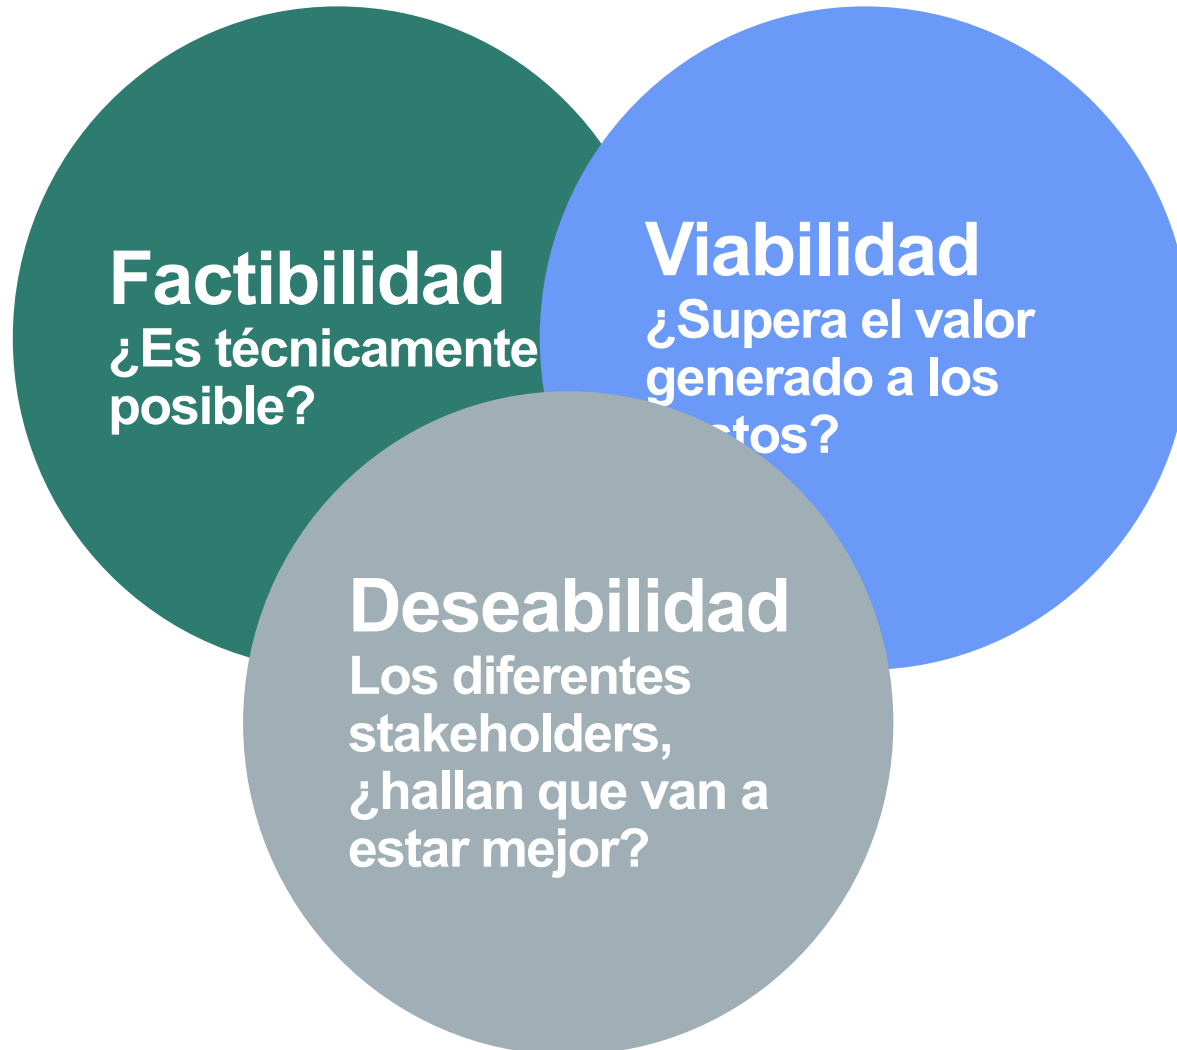 Factibilidad
¿Es técnicamente
posible?
Viabilidad
¿Supera el valor
generado a los
tos?
Deseabilidad
Los diferentes
stakeholders,
¿hallan que van a
estar mejor?